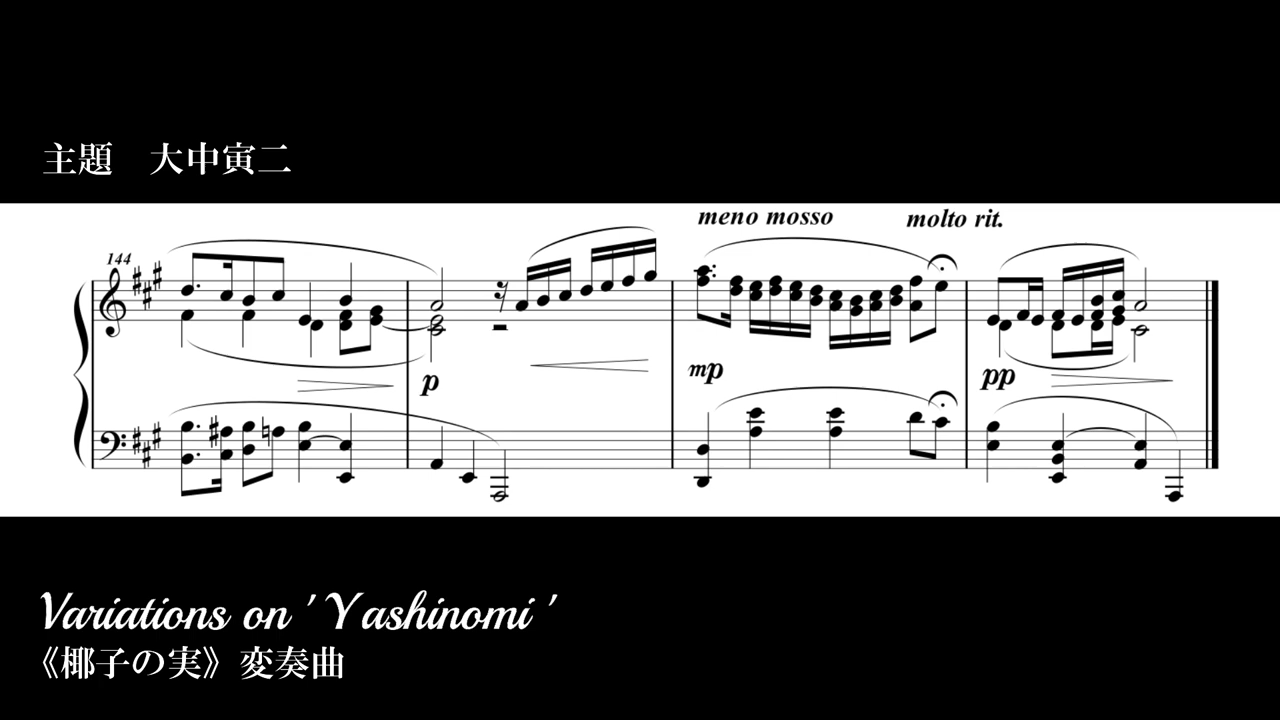 主題　大中寅二
meno mosso
molto rit.
144
p
mp
pp
Variations on ' Yashinomi '
《椰子の実》変奏曲